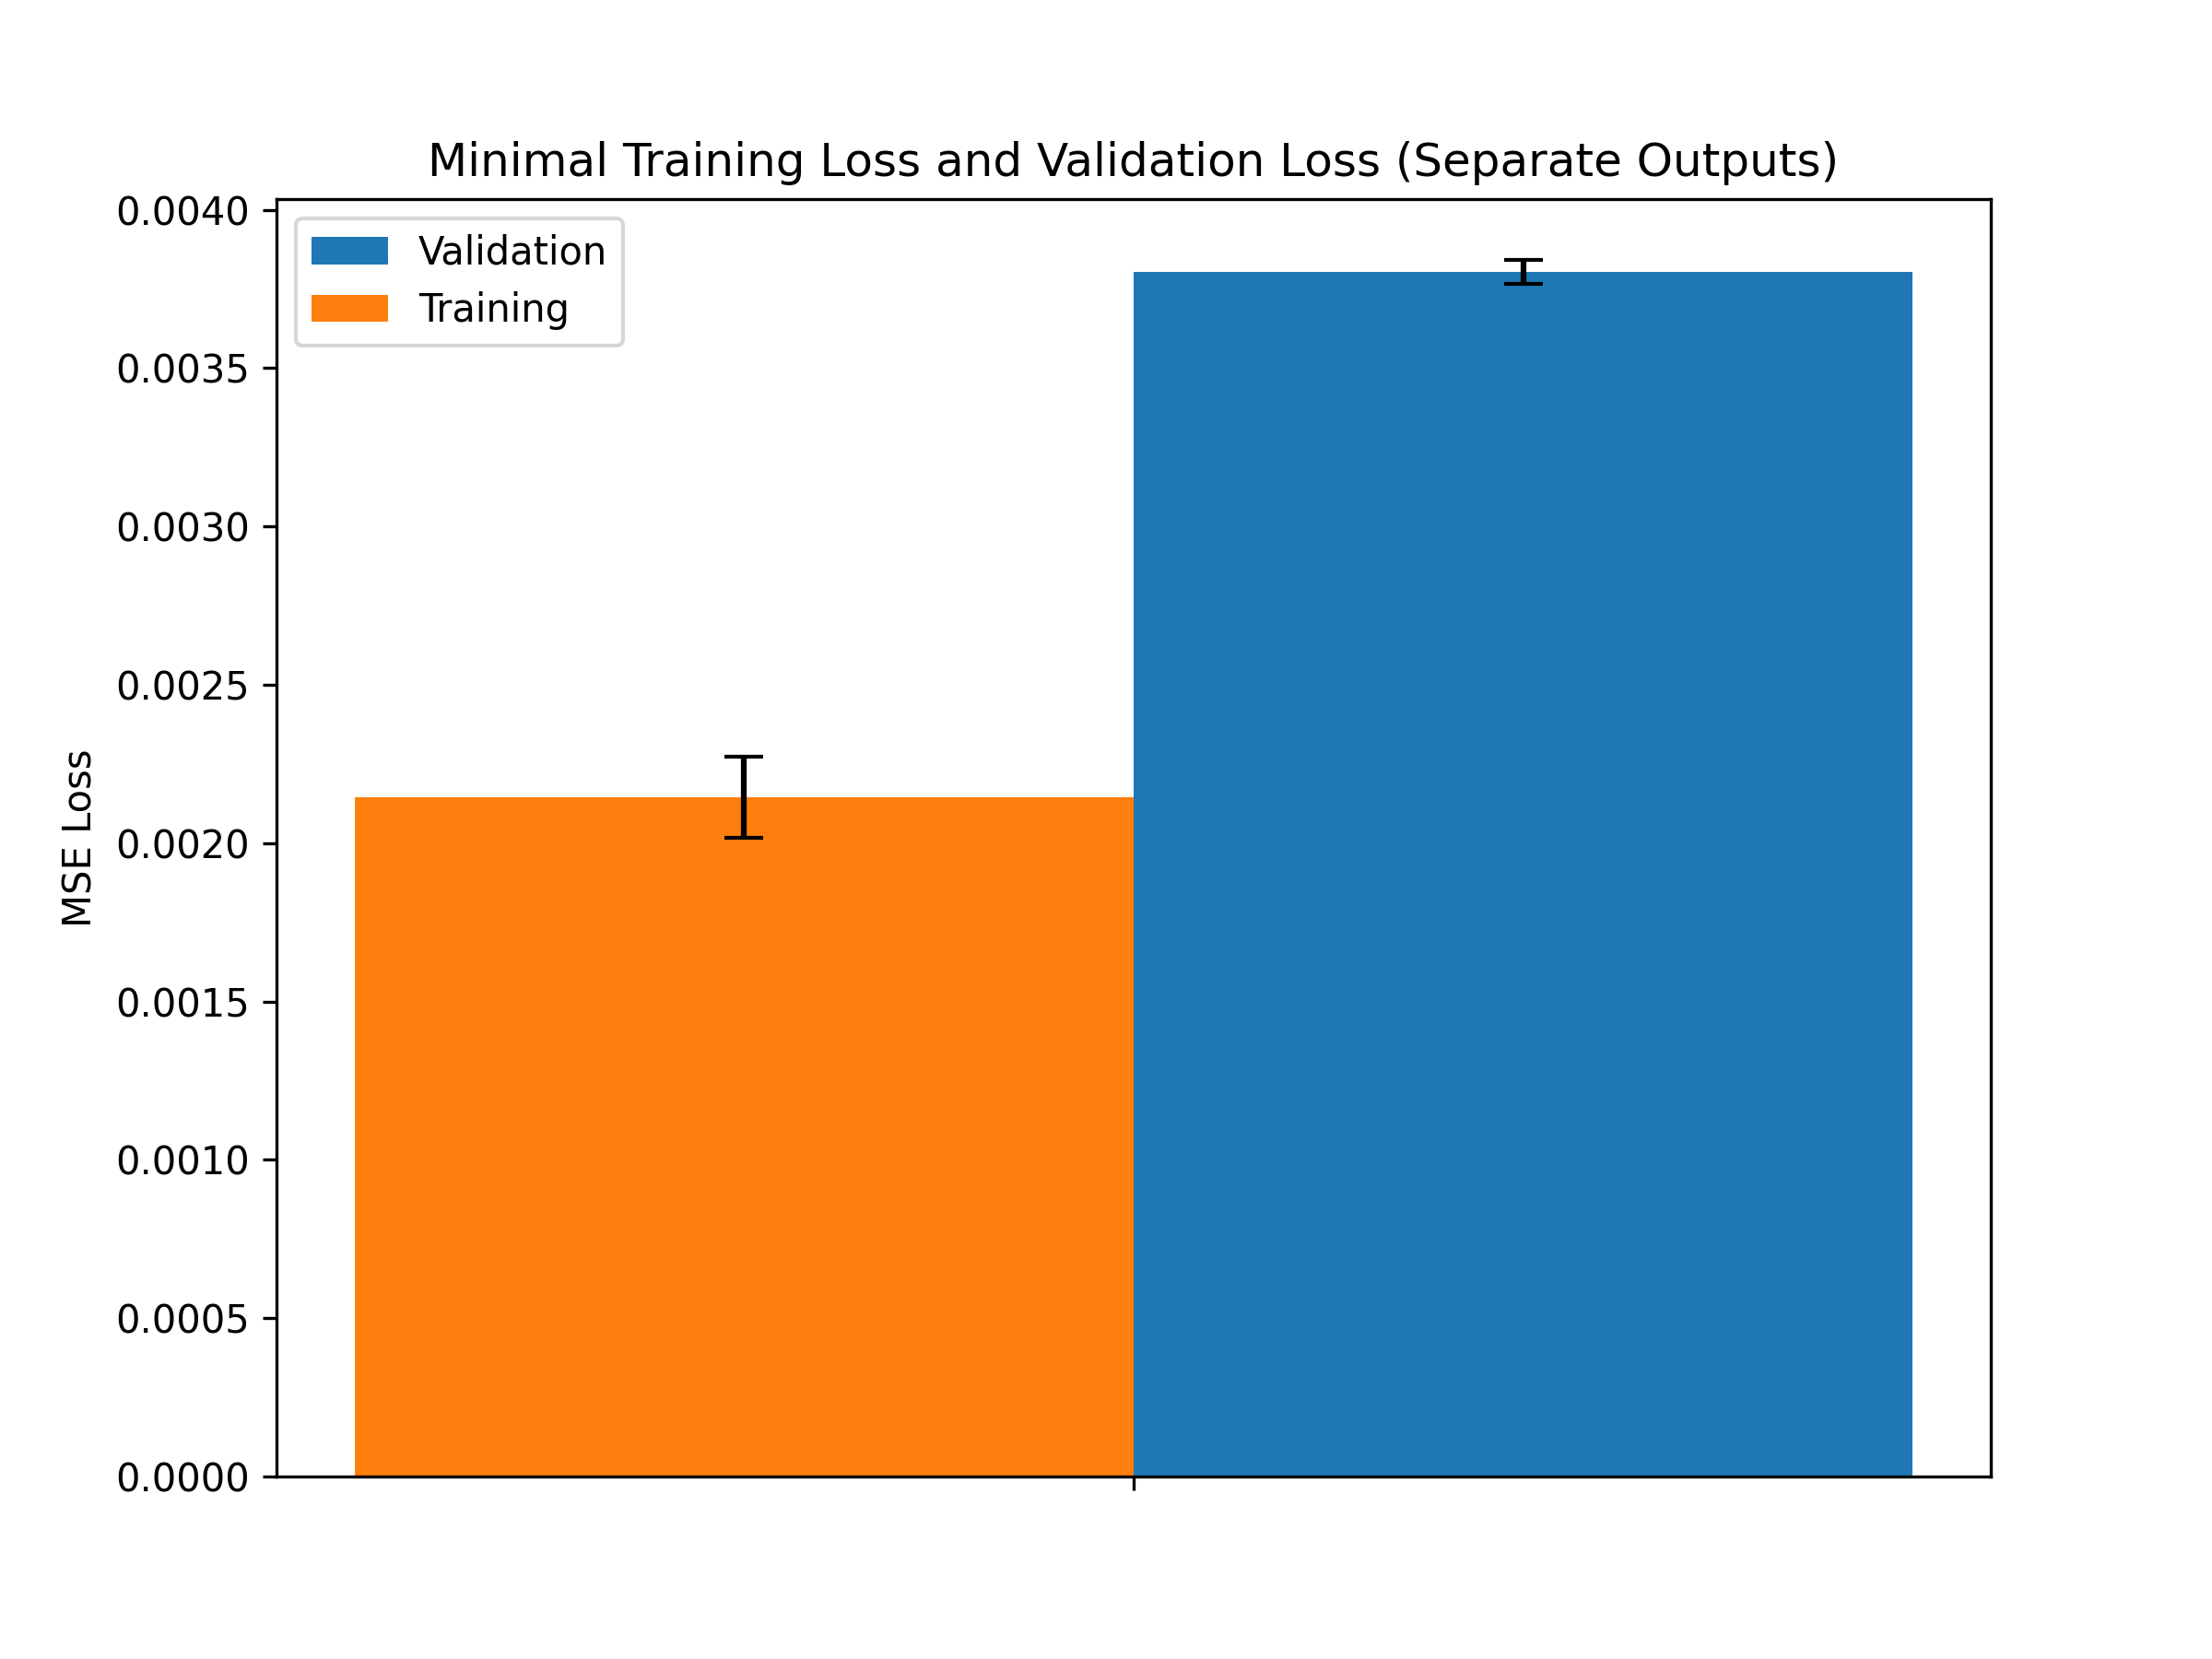 Minimal Training Loss and Validation Loss (Separate Outputs)
Validation
Training
MSE Loss
0.0040
0.0035
0.0030
0.0025
0.0020
0.0015
0.0010
0.0005
0.0000